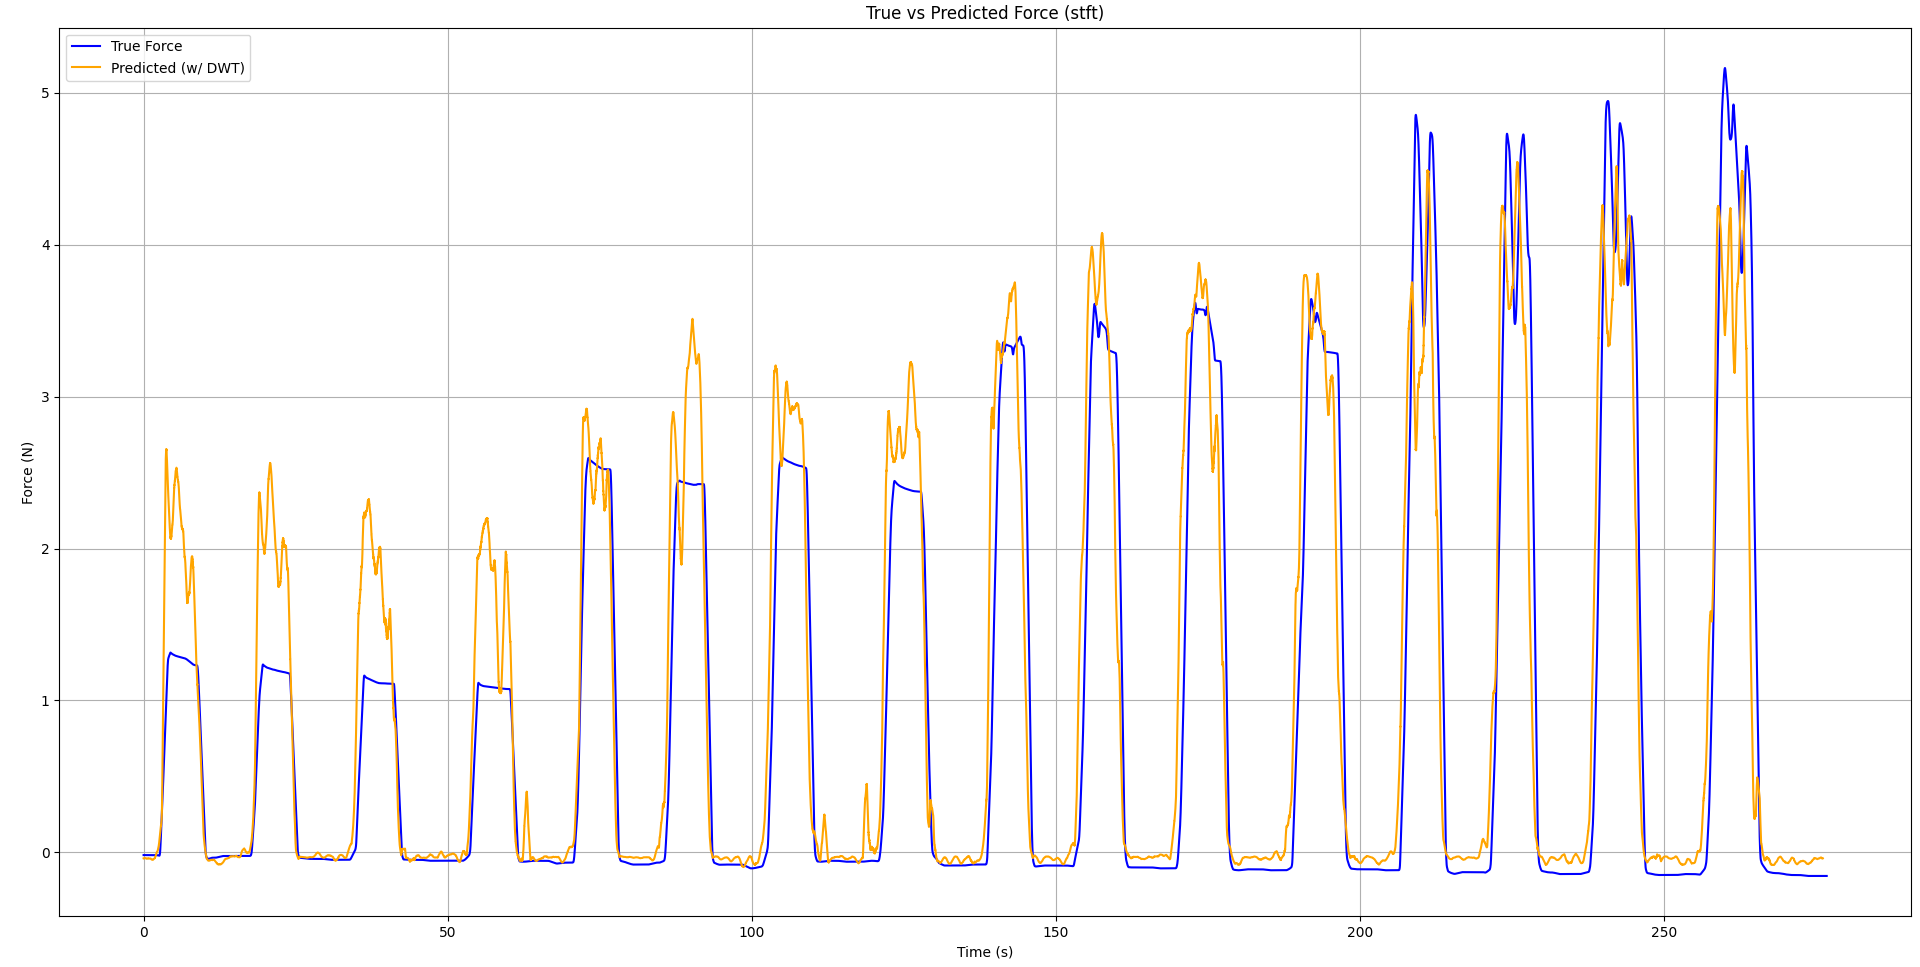 True vs Predicted Force (stft)
True Force
Predicted (w/ DWT)
5
4
3
2
1
0
Force (N)
0 50 100 150 200 250
Time (s)